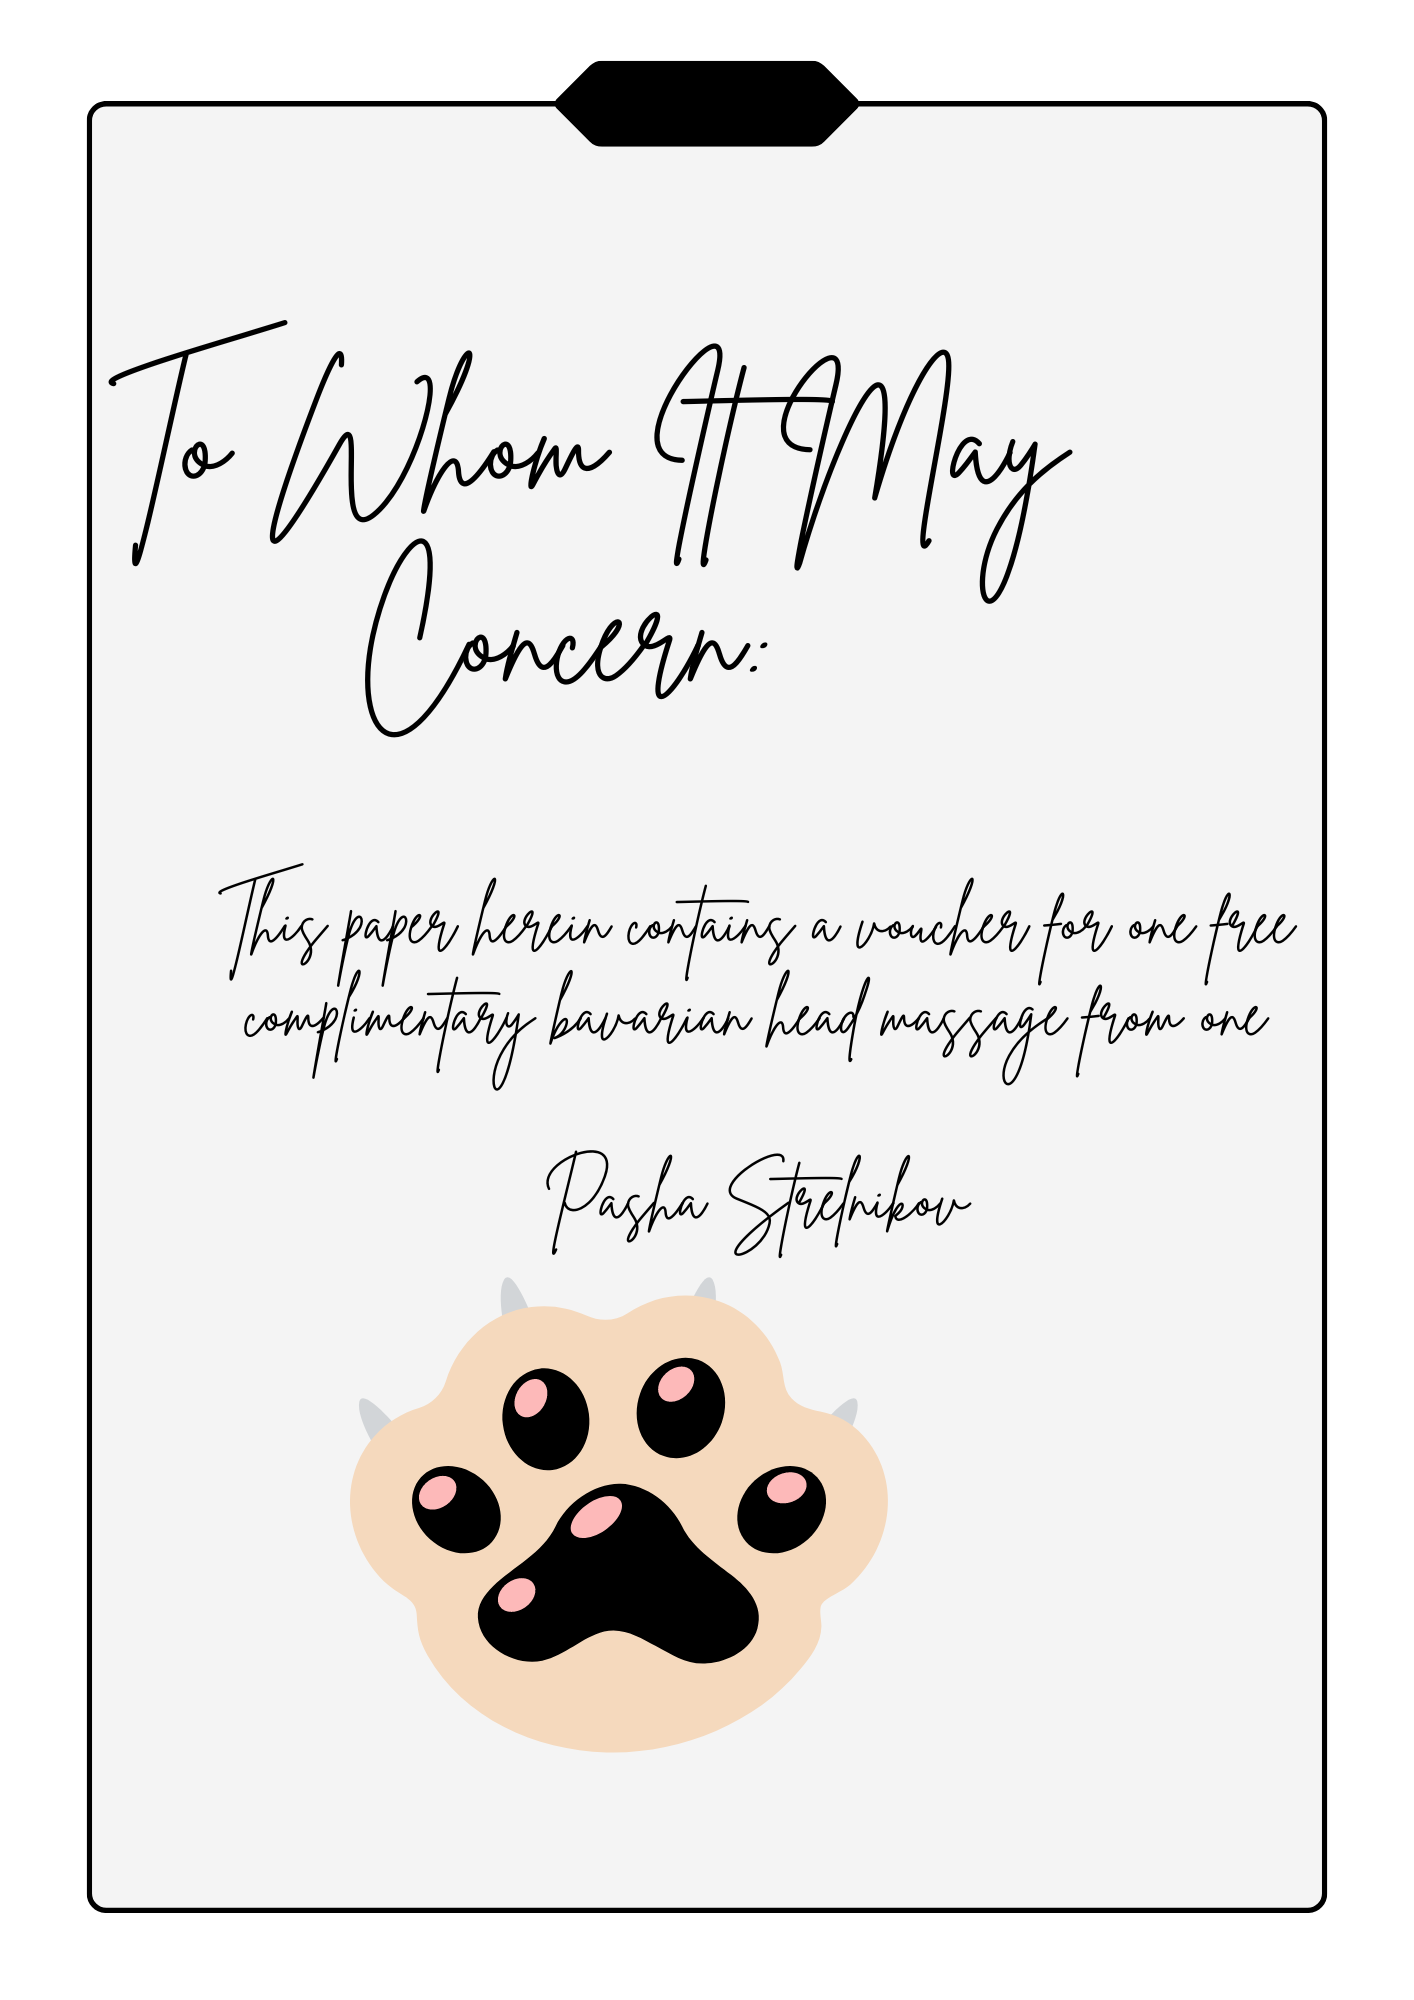 To Whom It May
Concern:
This paper herein contains a voucher for one free
complimentary bavarian head massage from one
Pasha Strelnikov